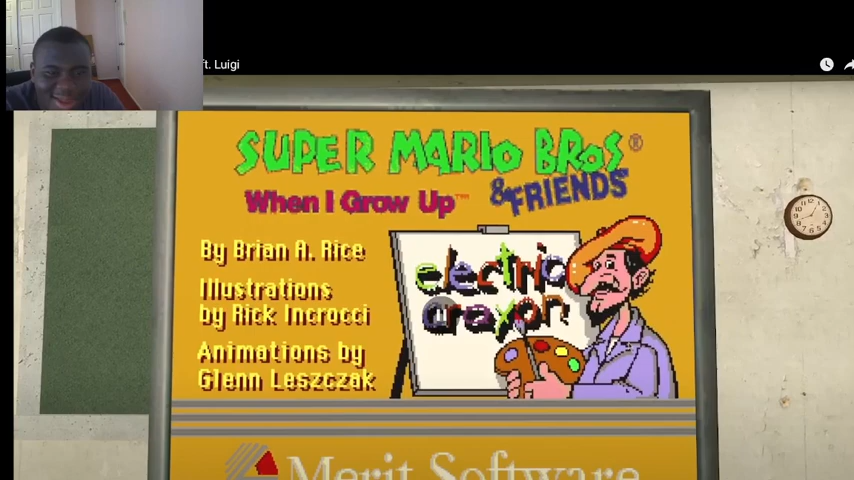 ft. Luigi
SUPER MARIO BROS®
& FRIENDS
When I Grow Up™
By Brian A. Rice
Illustrations
by Rick Incrocci
Animations by
Glenn Leszczak
electric
crayon
Merit Software